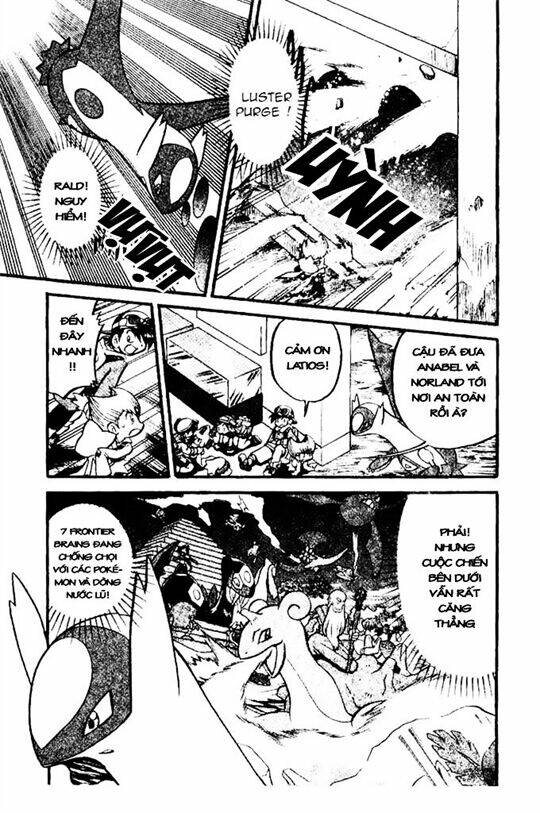 LUSTER
PURGE !
UỲNH
RALD!
NGUY
HIỂM!
VỤT VỤT
CẬU ĐÃ ĐƯA
ANABEL VÀ
NORLAND TỚI
NƠI AN TOÀN
RỒI À?
CẢM ƠN
LATIOS!
ĐẾN
ĐÂY
NHANH
!!
PHẢI!
NHƯNG
CUỘC CHIẾN
BÊN DƯỚI
VẪN RẤT
CĂNG
THẲNG
7 FRONTIER
BRAINS ĐANG
CHỐNG CHỌI
VỚI CÁC POKÉ-
MON VÀ DÒNG
NƯỚC LŨ!